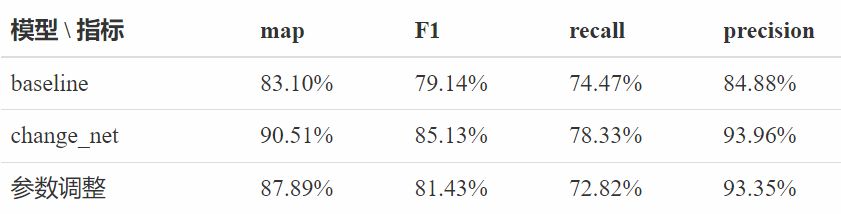 模型 \ 指标 map F1 recall precision
baseline 83.10% 79.14% 74.47% 84.88%
change_net 90.51% 85.13% 78.33% 93.96%
参数调整 87.89% 81.43% 72.82% 93.35%